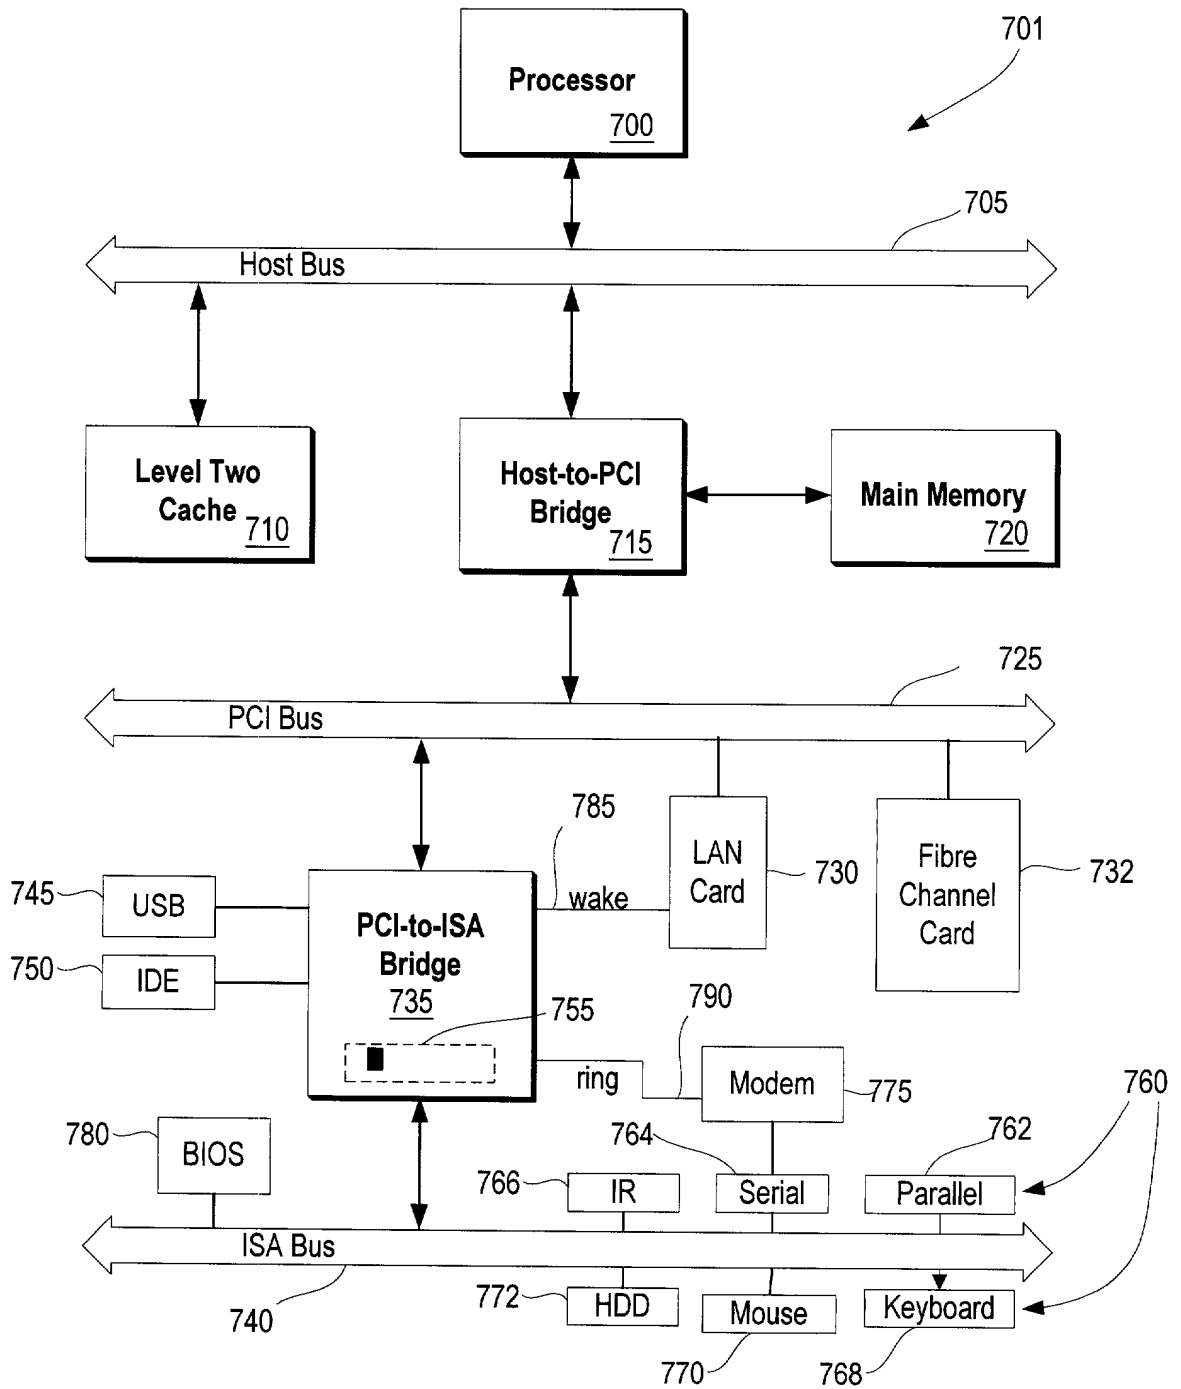 701
Processor
700
705
Host Bus
Level Two
Cache
710
Host-to-PCI
Bridge
715
Main Memory
720
725
PCI Bus
785
LAN
Card
730
Fibre
Channel
Card
732
745
USB
wake
PCI-to-ISA
Bridge
735
750
IDE
755
790
ring
Modem
775
760
780
BIOS
764
762
766
IR
Serial
Parallel
ISA Bus
740
772
HDD
Mouse
Keyboard
770
768